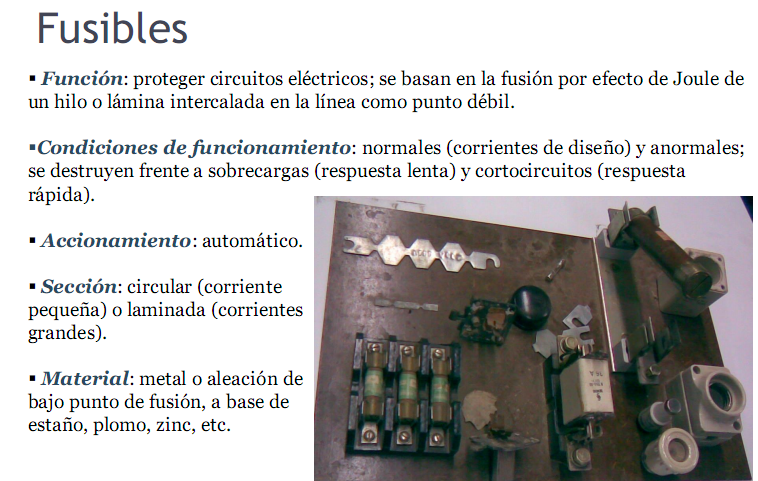 Fusibles
▪ Función: proteger circuitos eléctricos; se basan en la fusión por efecto de Joule de
un hilo o lámina intercalada en la línea como punto débil.
▪Condiciones de funcionamiento: normales (corrientes de diseño) y anormales;
se destruyen frente a sobrecargas (respuesta lenta) y cortocircuitos (respuesta
rápida).
▪ Accionamiento: automático.
▪ Sección: circular (corriente
pequeña) o laminada (corrientes
grandes).
▪ Material: metal o aleación de
bajo punto de fusión, a base de
estaño, plomo, zinc, etc.